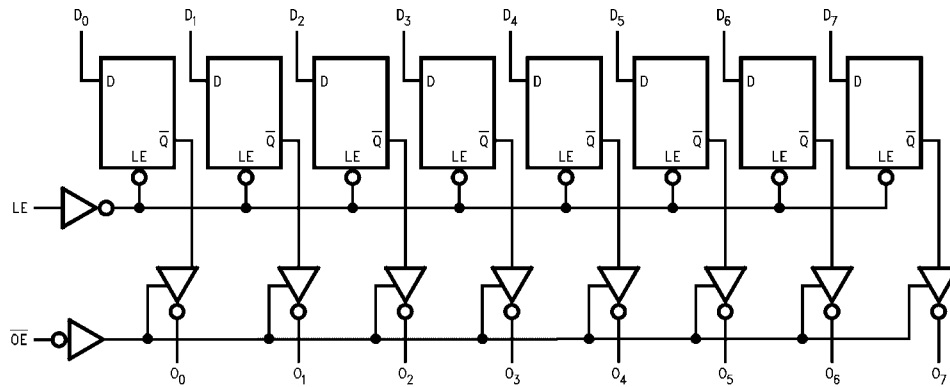 D0 D1 D2 D3 D4 D5 D6 D7
D D D D D D D D
Q̅ Q̅ Q̅ Q̅ Q̅ Q̅ Q̅ Q̅
LE LE LE LE LE LE LE LE
LE
O̅E̅
O0 O1 O2 O3 O4 O5 O6 O7